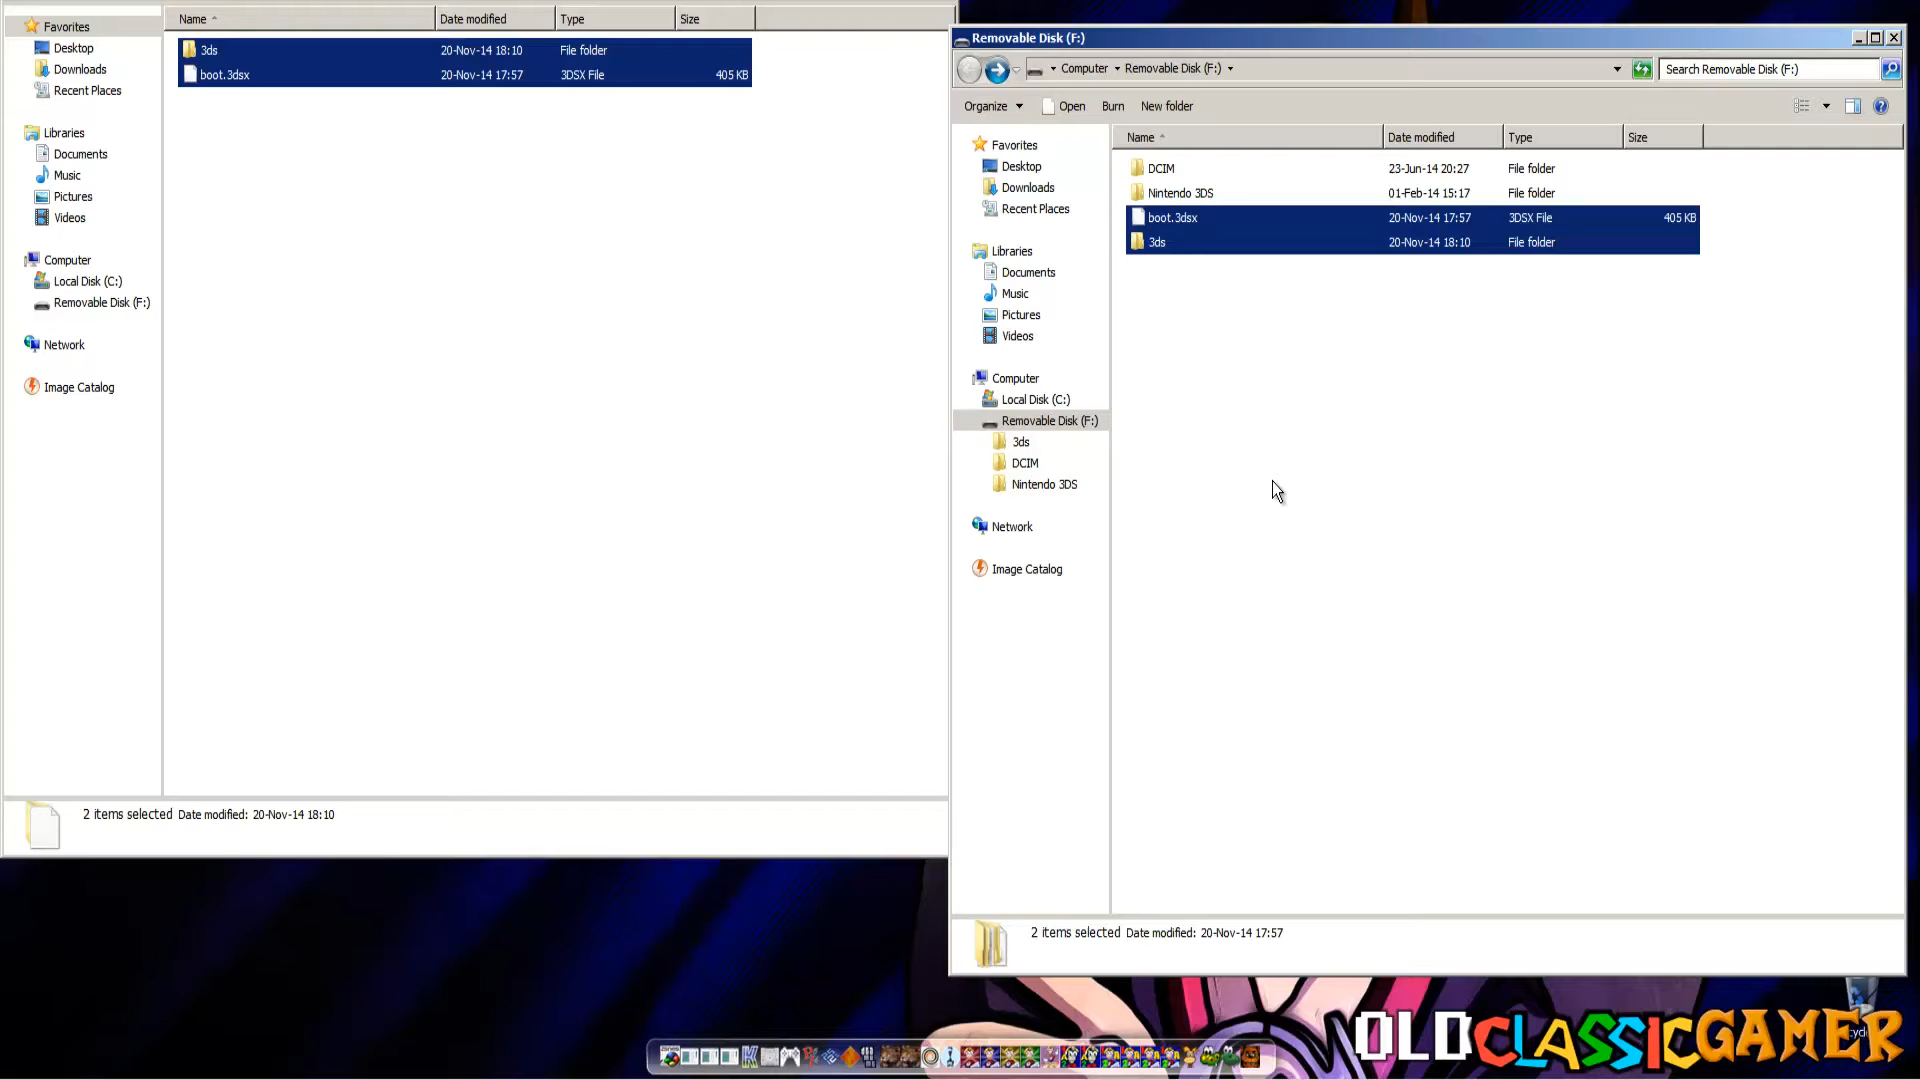 Name Date modified Type Size
Favorites
Desktop
Downloads
Recent Places
Libraries
Documents
Music
Pictures
Videos
Computer
Local Disk (C:)
Removable Disk (F:)
Network
Image Catalog
3ds 20-Nov-14 18:10 File folder
boot.3dsx 20-Nov-14 17:57 3DSX File 405 KB
2 items selected Date modified: 20-Nov-14 18:10
Removable Disk (F:)
Computer Removable Disk (F:) Search Removable Disk (F:)
Organize Open Burn New folder
Favorites
Desktop
Downloads
Recent Places
Libraries
Documents
Music
Pictures
Videos
Computer
Local Disk (C:)
Removable Disk (F:)
3ds
DCIM
Nintendo 3DS
Network
Image Catalog
Name Date modified Type Size
DCIM 23-Jun-14 20:27 File folder
Nintendo 3DS 01-Feb-14 15:17 File folder
boot.3dsx 20-Nov-14 17:57 3DSX File 405 KB
3ds 20-Nov-14 18:10 File folder
2 items selected Date modified: 20-Nov-14 17:57
OLDCLASSICGAMER